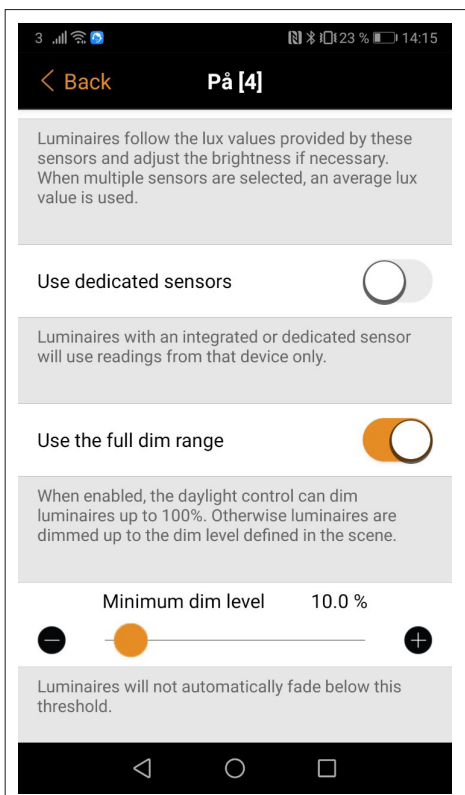 3 23 % 14:15
< Back På [4]
Luminaires follow the lux values provided by these
sensors and adjust the brightness if necessary.
When multiple sensors are selected, an average lux
value is used.
Use dedicated sensors
Luminaires with an integrated or dedicated sensor
will use readings from that device only.
Use the full dim range
When enabled, the daylight control can dim
luminaires up to 100%. Otherwise luminaires are
dimmed up to the dim level defined in the scene.
Minimum dim level 10.0 %
Luminaires will not automatically fade below this
threshold.